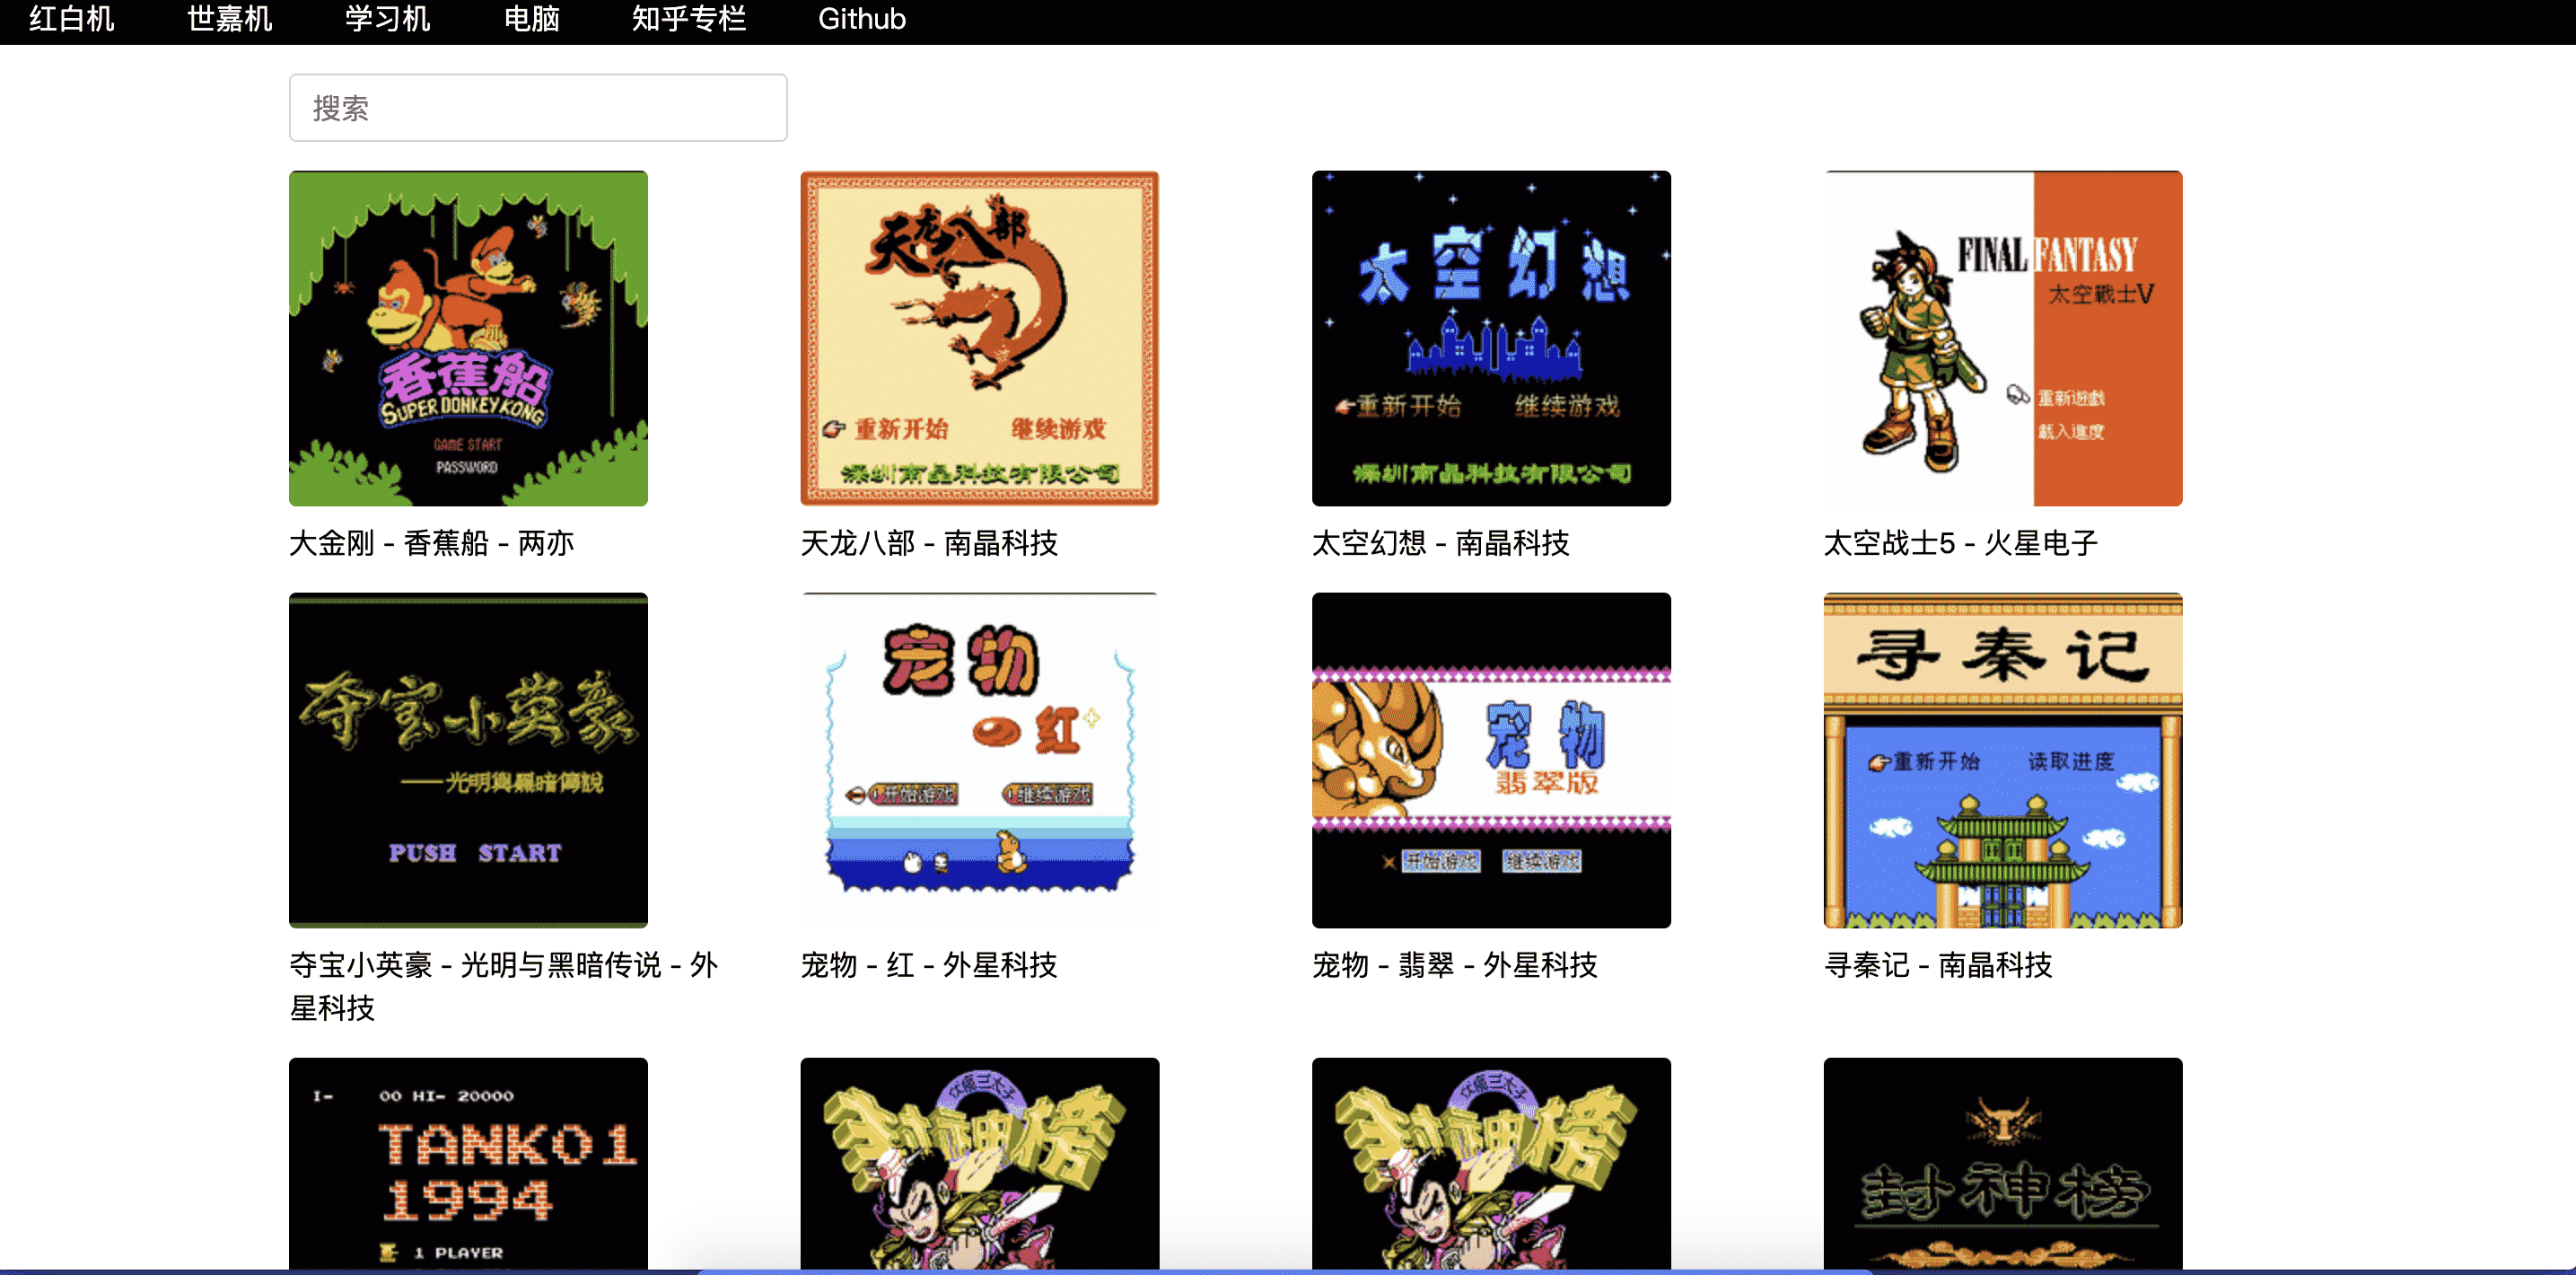 红白机
世嘉机
学习机
电脑
知乎专栏
Github
搜索
香蕉船
SUPER DONKEY KONG
GAME START
PASSWORD
天龙八部
重新开始 继续游戏
深圳南晶科技有限公司
太空幻想
重新开始 继续游戏
深圳南晶科技有限公司
FINAL FANTASY
太空戰士V
重新遊戲
載入進度
大金刚 - 香蕉船 - 两亦
天龙八部 - 南晶科技
太空幻想 - 南晶科技
太空战士5 - 火星电子
夺宝小英豪
——光明與黑暗傳說
PUSH START
宠物
红
开始游戏 继续游戏
宠物
翡翠版
开始游戏 继续游戏
寻秦记
重新开始 读取进度
夺宝小英豪 - 光明与黑暗传说 - 外
星科技
宠物 - 红 - 外星科技
宠物 - 翡翠 - 外星科技
寻秦记 - 南晶科技
I- 00 HI- 20000
TANK01
1994
1 PLAYER
封神榜
封神榜
封神榜